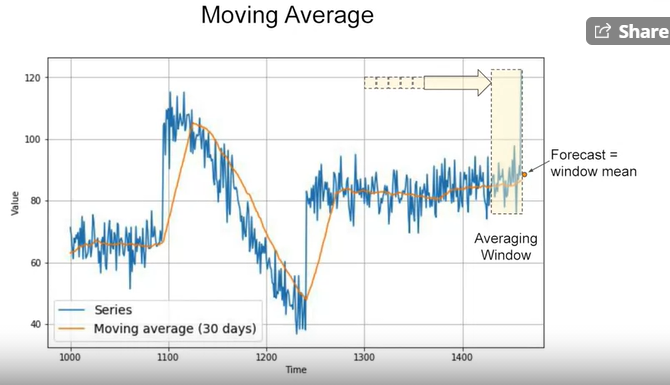 Moving Average
Share
120
100
80
60
40
Value
Forecast =
window mean
Averaging
Window
Series
Moving average (30 days)
1000
1100
1200
1300
1400
Time